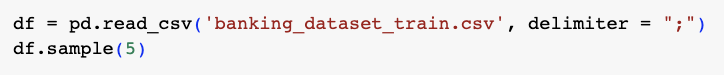 df = pd.read_csv('banking_dataset_train.csv', delimiter = ";")
df.sample(5)